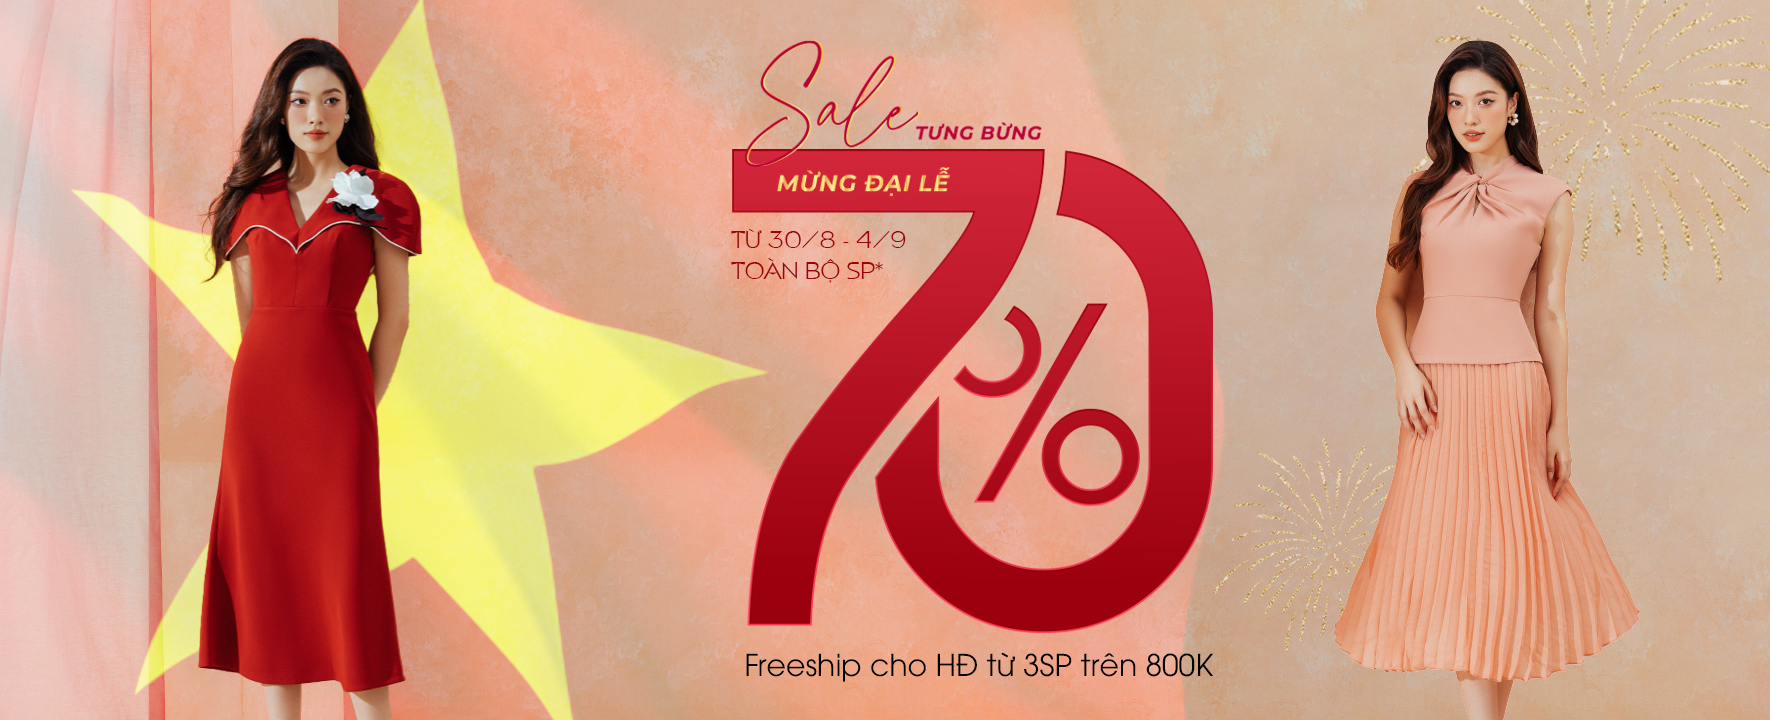 Sale
TƯNG BỪNG
MỪNG ĐẠI LỄ
70%
TỪ 30/8 - 4/9
TOÀN BỘ SP*
Freeship cho HĐ từ 3SP trên 800K